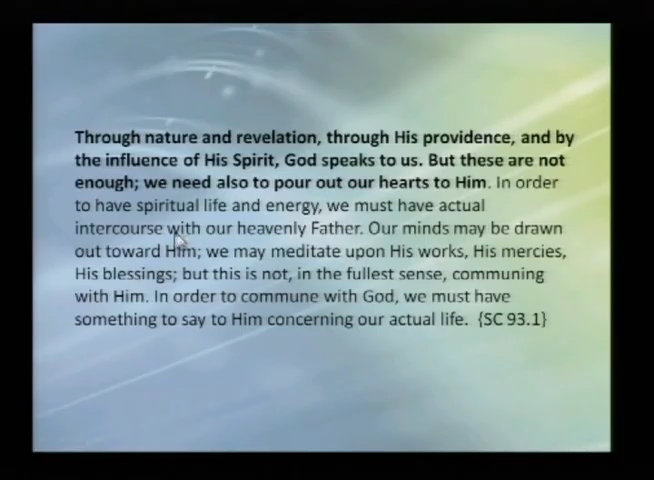 Through nature and revelation, through His providence, and by
the influence of His Spirit, God speaks to us. But these are not
enough; we need also to pour out our hearts to Him. In order
to have spiritual life and energy, we must have actual
intercourse with our heavenly Father. Our minds may be drawn
out toward Him; we may meditate upon His works, His mercies,
His blessings; but this is not, in the fullest sense, communing
with Him. In order to commune with God, we must have
something to say to Him concerning our actual life.  {SC 93.1}